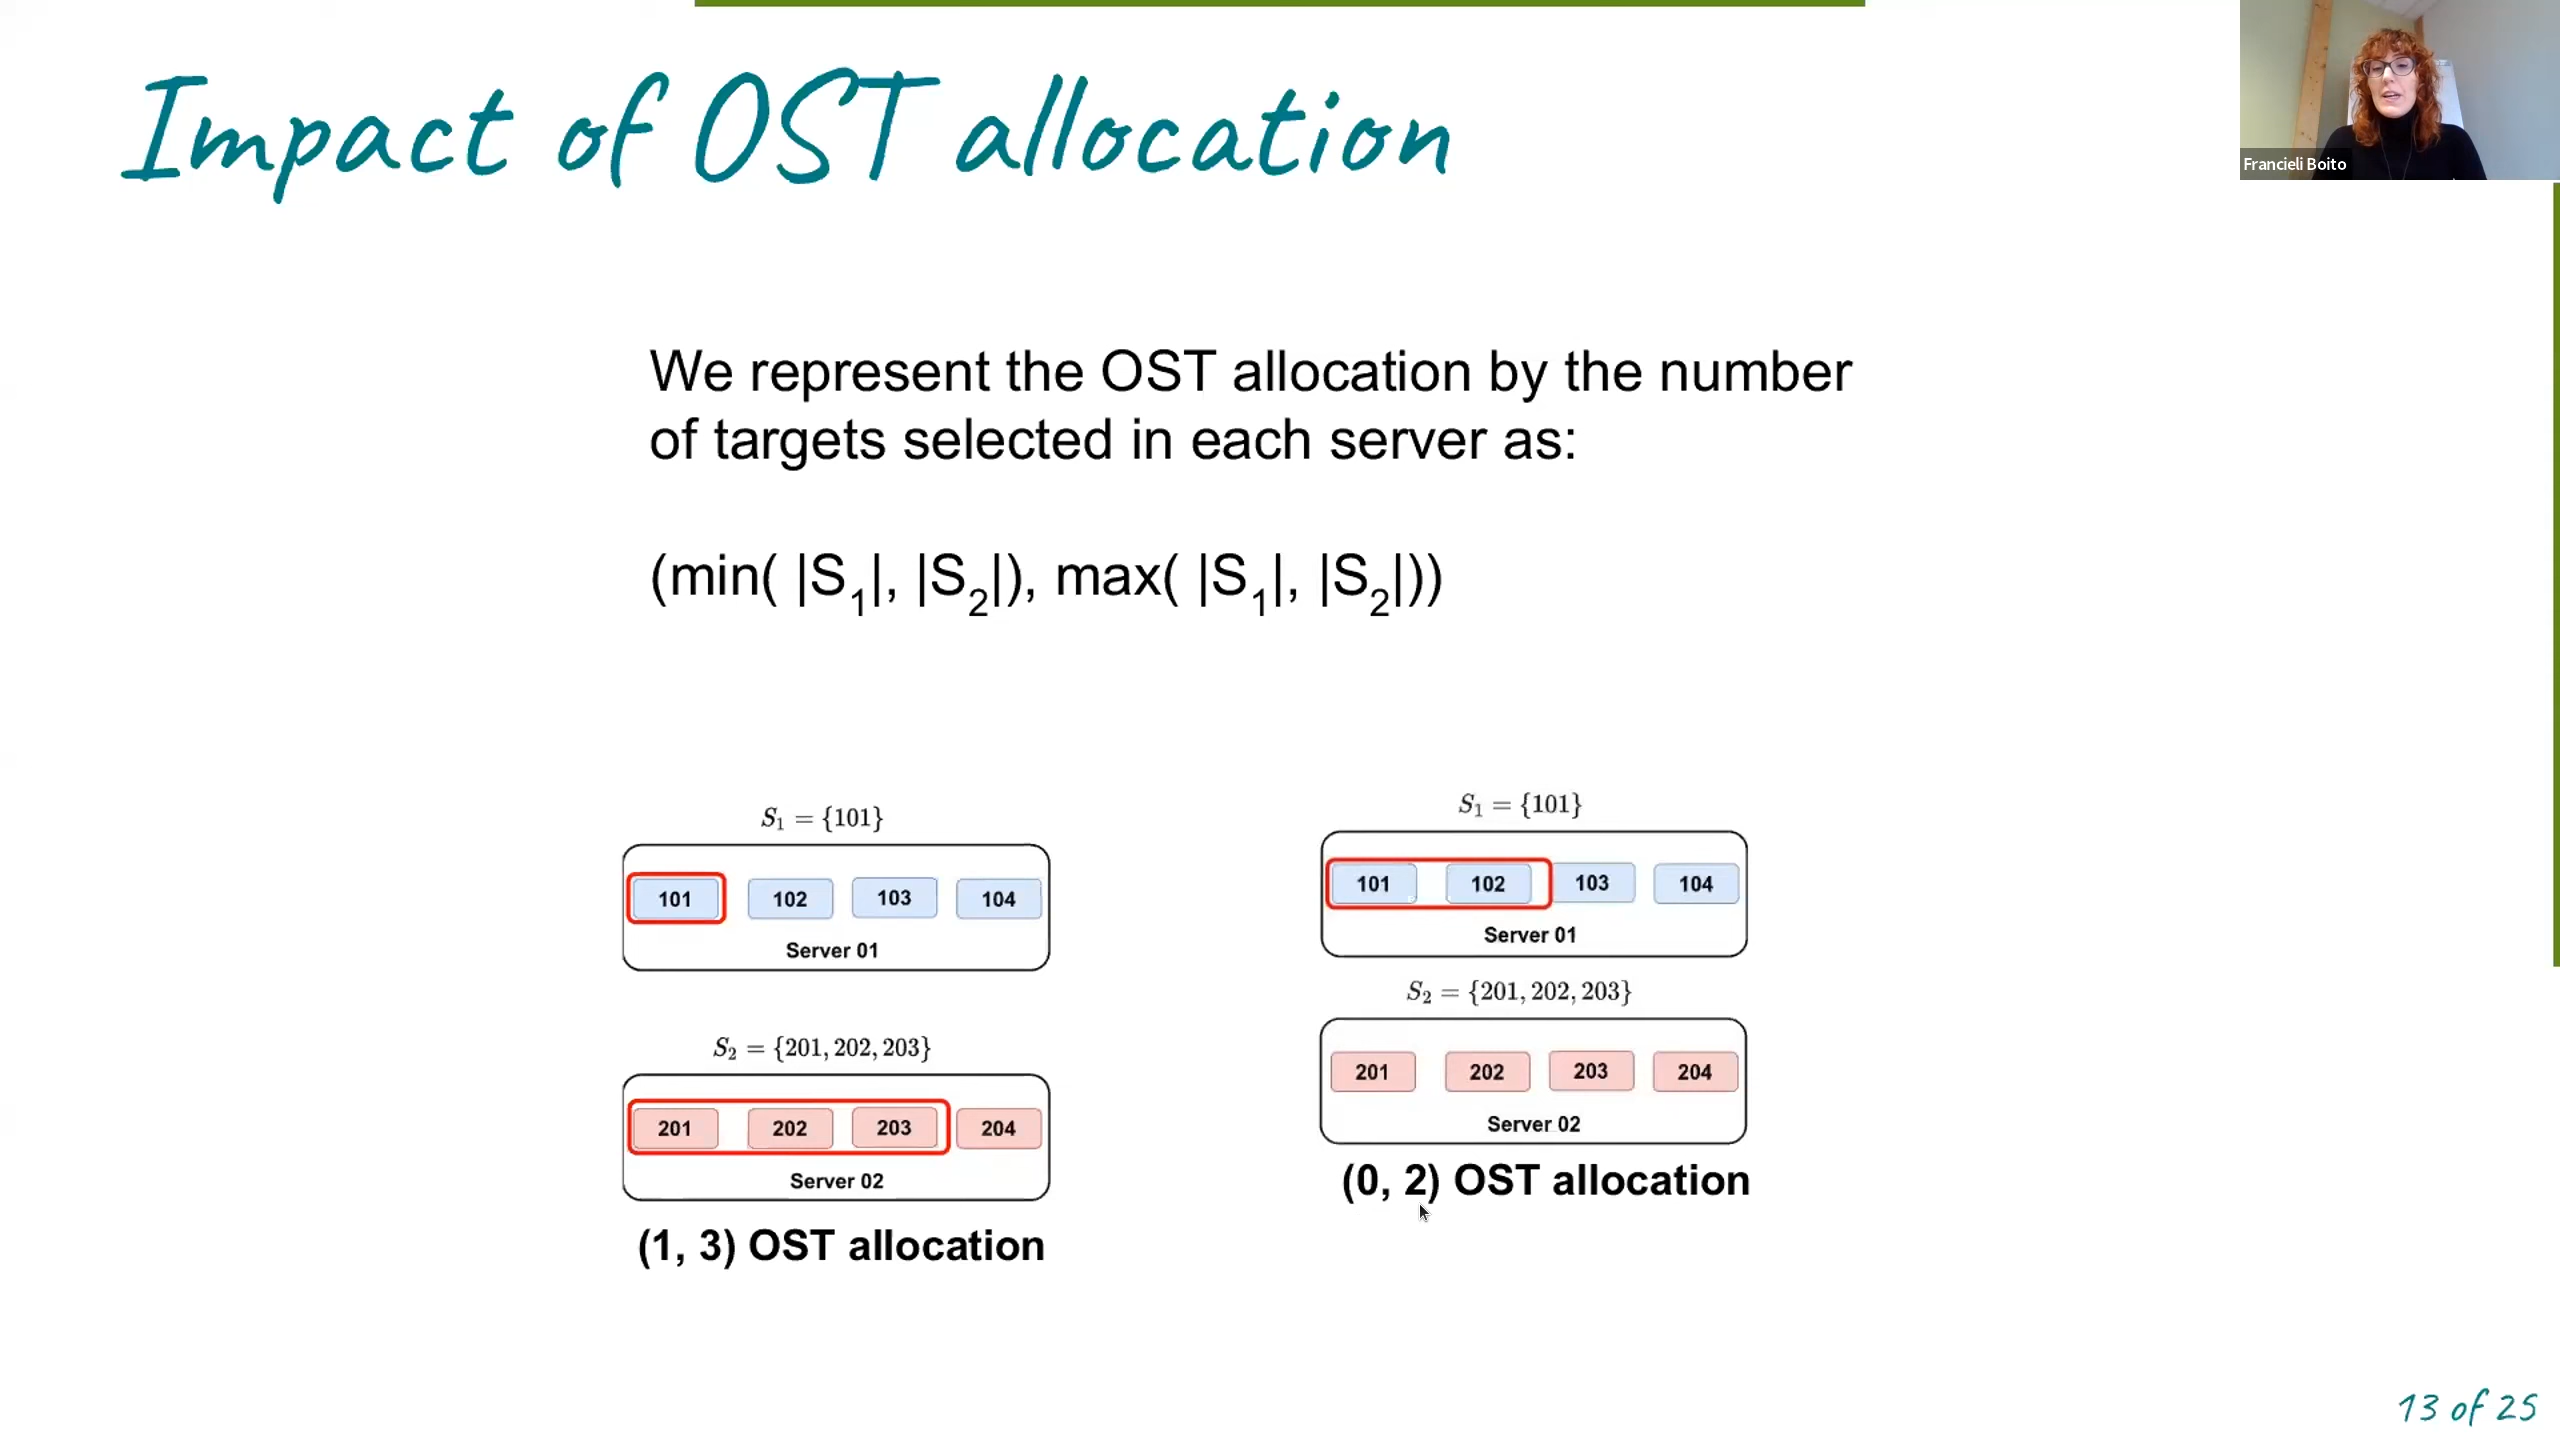 Impact of OST allocation
Francieli Boito
We represent the OST allocation by the number
of targets selected in each server as:
(min( |S₁|, |S₂|), max( |S₁|, |S₂|))
S₁ = {101}
101 102 103 104
Server 01
S₂ = {201, 202, 203}
201 202 203 204
Server 02
(1, 3) OST allocation
S₁ = {101}
101 102 103 104
Server 01
S₂ = {201, 202, 203}
201 202 203 204
Server 02
(0, 2) OST allocation
13 of 25